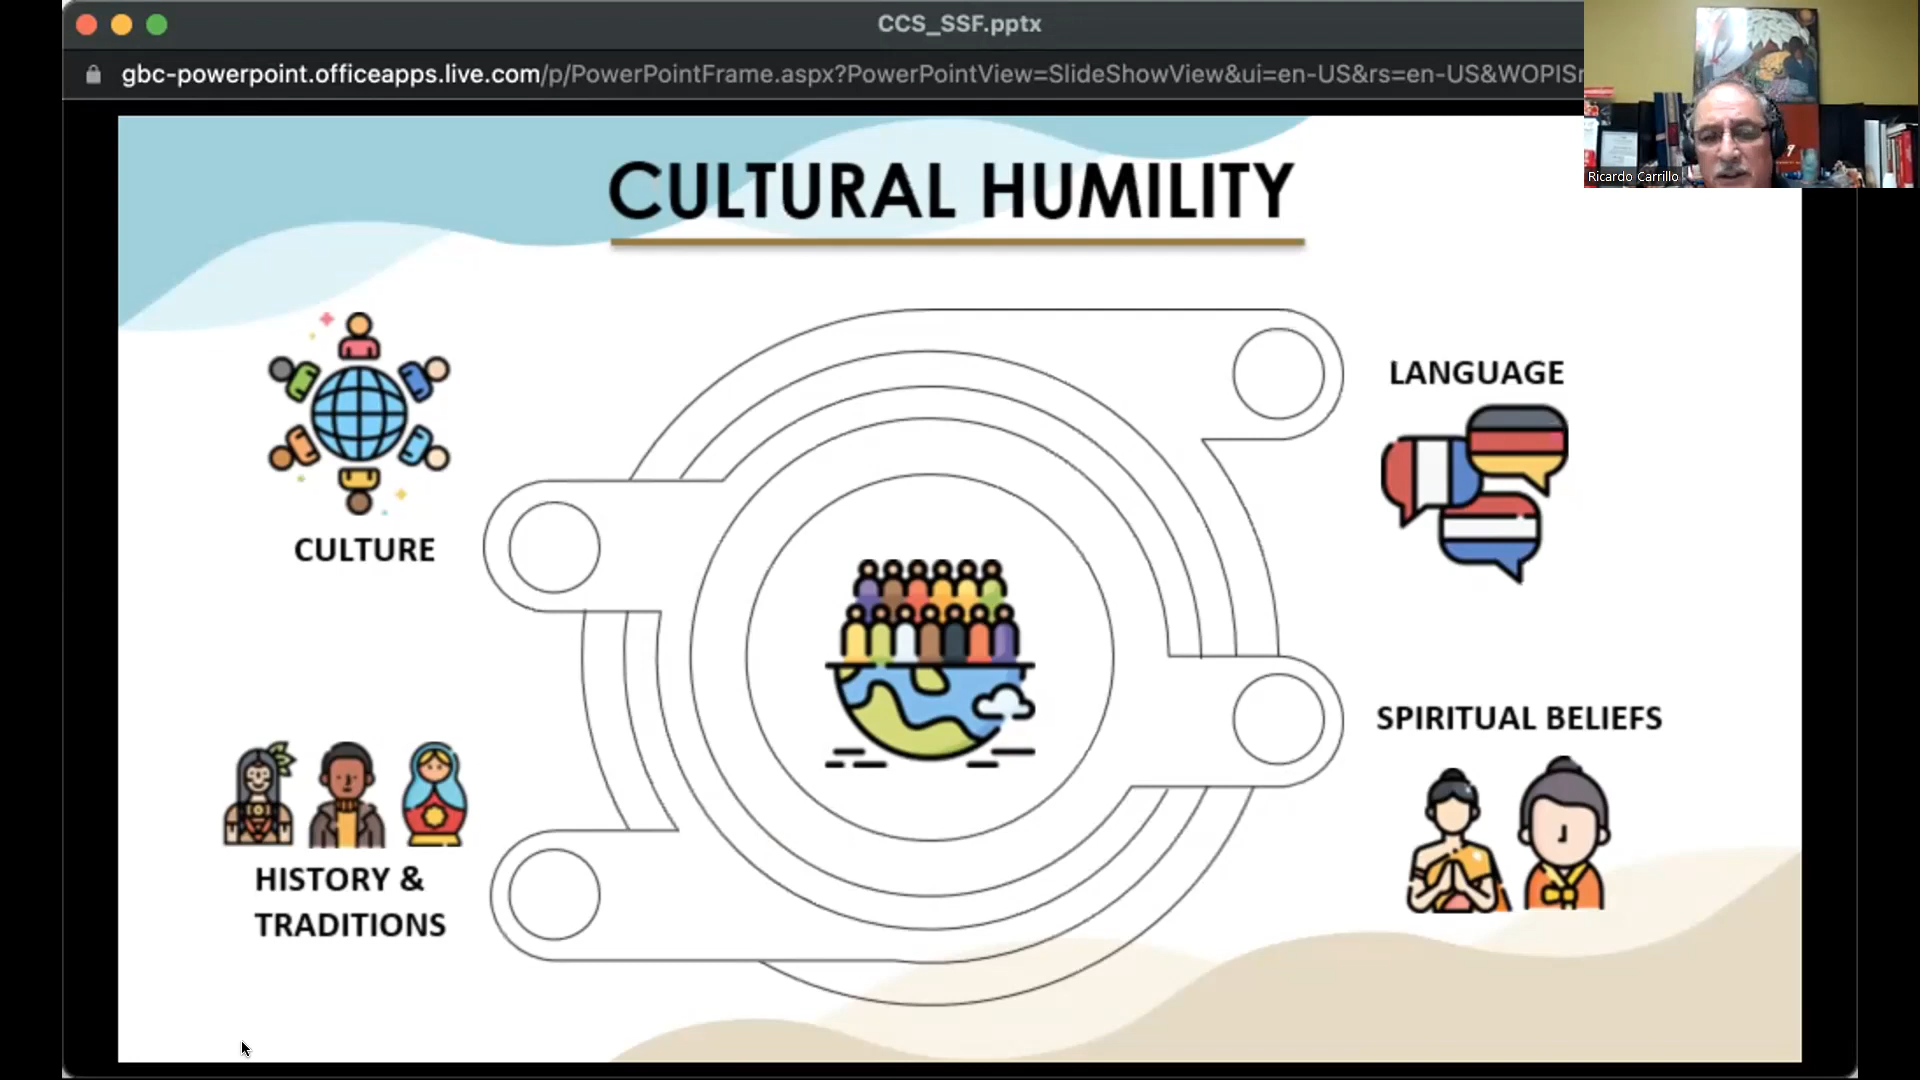 CCS_SSF.pptx
gbc-powerpoint.officeapps.live.com/p/PowerPointFrame.aspx?PowerPointView=SlideShowView&ui=en-US&rs=en-US&WOPISr
Ricardo Carrillo
CULTURAL HUMILITY
LANGUAGE
CULTURE
SPIRITUAL BELIEFS
HISTORY &
TRADITIONS